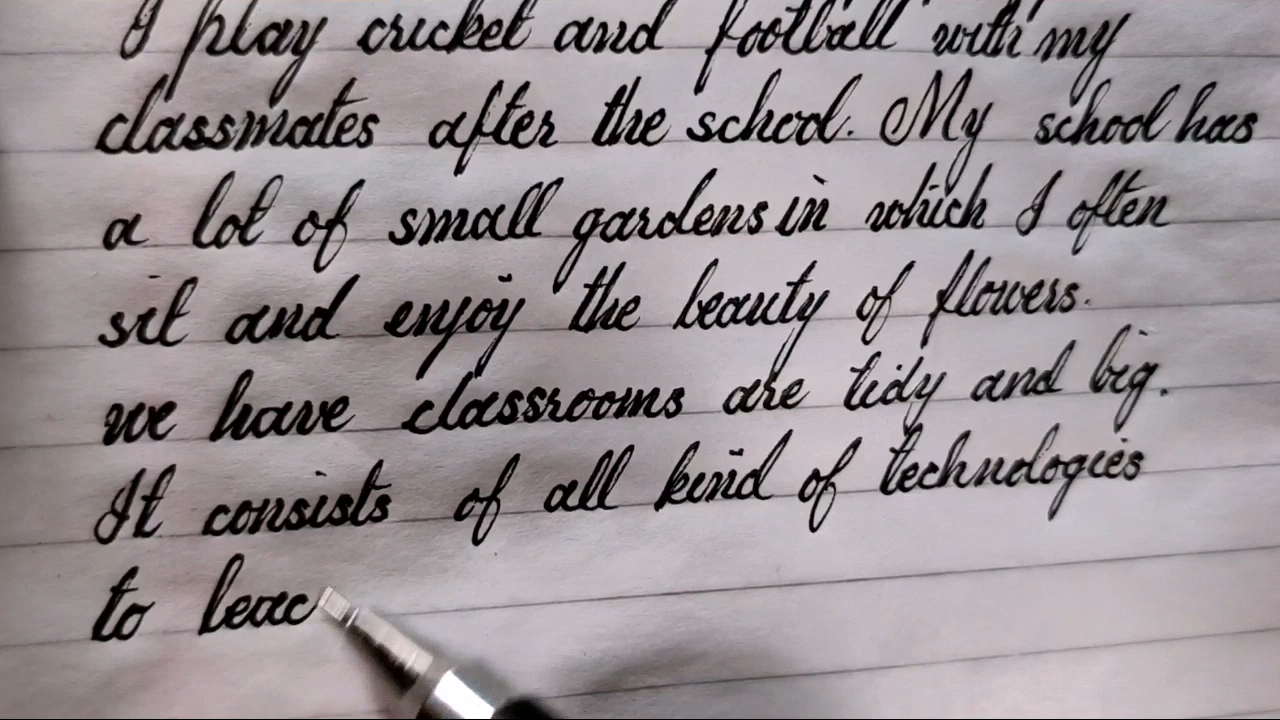 I play cricket and football with my
classmates after the school. My school has
a lot of small gardens in which I often
sit and enjoy the beauty of flowers.
we have classrooms are tidy and big.
It consists of all kind of technologies
to leac